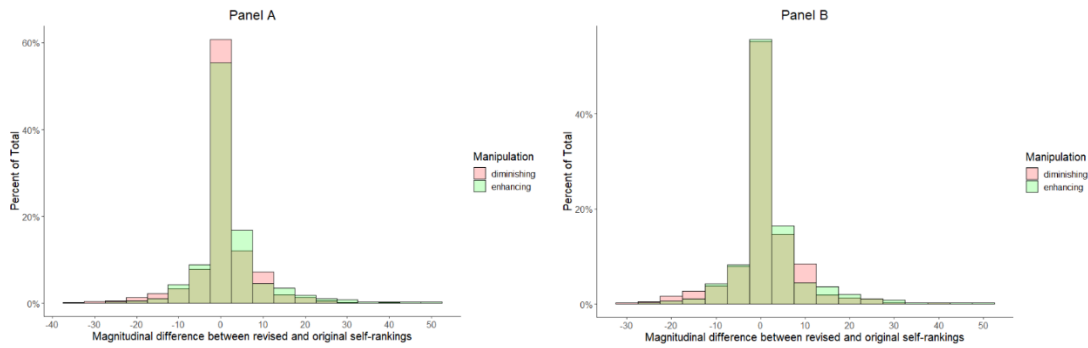 Panel A
60%
40%
20%
0%
Percent of Total
-40 -30 -20 -10 0 10 20 30 40 50
Magnitudinal difference between revised and original self-rankings
Manipulation
diminishing
enhancing
Panel B
40%
20%
0%
Percent of Total
-30 -20 -10 0 10 20 30 40 50
Magnitudinal difference between revised and original self-rankings
Manipulation
diminishing
enhancing